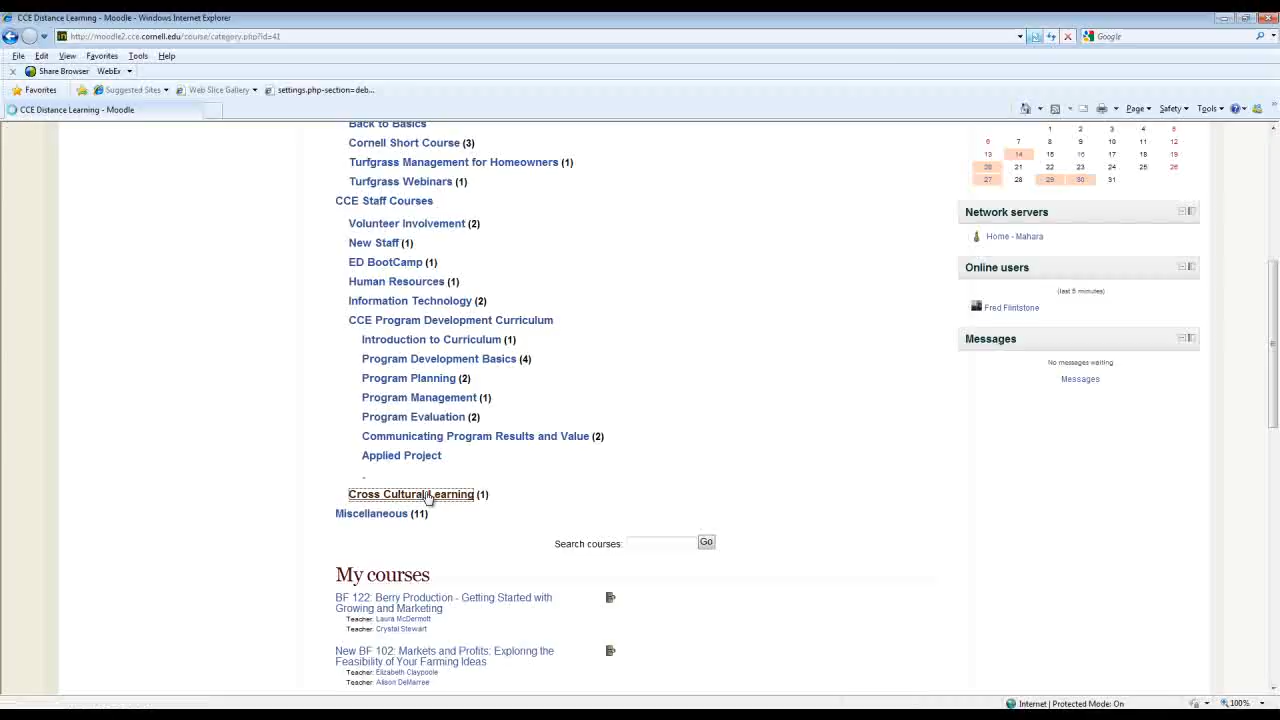 CCE Distance Learning - Moodle - Windows Internet Explorer
http://moodle2.cce.cornell.edu/course/category.php?id=41
Google
File Edit View Favorites Tools Help
Share Browser WebEx
Favorites Suggested Sites Web Slice Gallery settings.php-section=deb...
CCE Distance Learning - Moodle
Page Safety Tools
Back to Basics
Cornell Short Course (3)
Turfgrass Management for Homeowners (1)
Turfgrass Webinars (1)
CCE Staff Courses
Volunteer Involvement (2)
New Staff (1)
ED BootCamp (1)
Human Resources (1)
Information Technology (2)
CCE Program Development Curriculum
Introduction to Curriculum (1)
Program Development Basics (4)
Program Planning (2)
Program Management (1)
Program Evaluation (2)
Communicating Program Results and Value (2)
Applied Project
-
Cross Cultural Learning (1)
Miscellaneous (11)
Search courses: Go
My courses
BF 122: Berry Production - Getting Started with
Growing and Marketing
Teacher: Laura McDermott
Teacher: Crystal Stewart
New BF 102: Markets and Profits: Exploring the
Feasibility of Your Farming Ideas
Teacher: Elizabeth Claypoole
Teacher: Alison DeMarree
1 2 3 4 5
6 7 8 9 10 11 12
13 14 15 16 17 18 19
20 21 22 23 24 25 26
27 28 29 30 31
Network servers
Home - Mahara
Online users
(last 5 minutes)
Fred Flintstone
Messages
No messages waiting
Messages
Internet | Protected Mode: On
100%